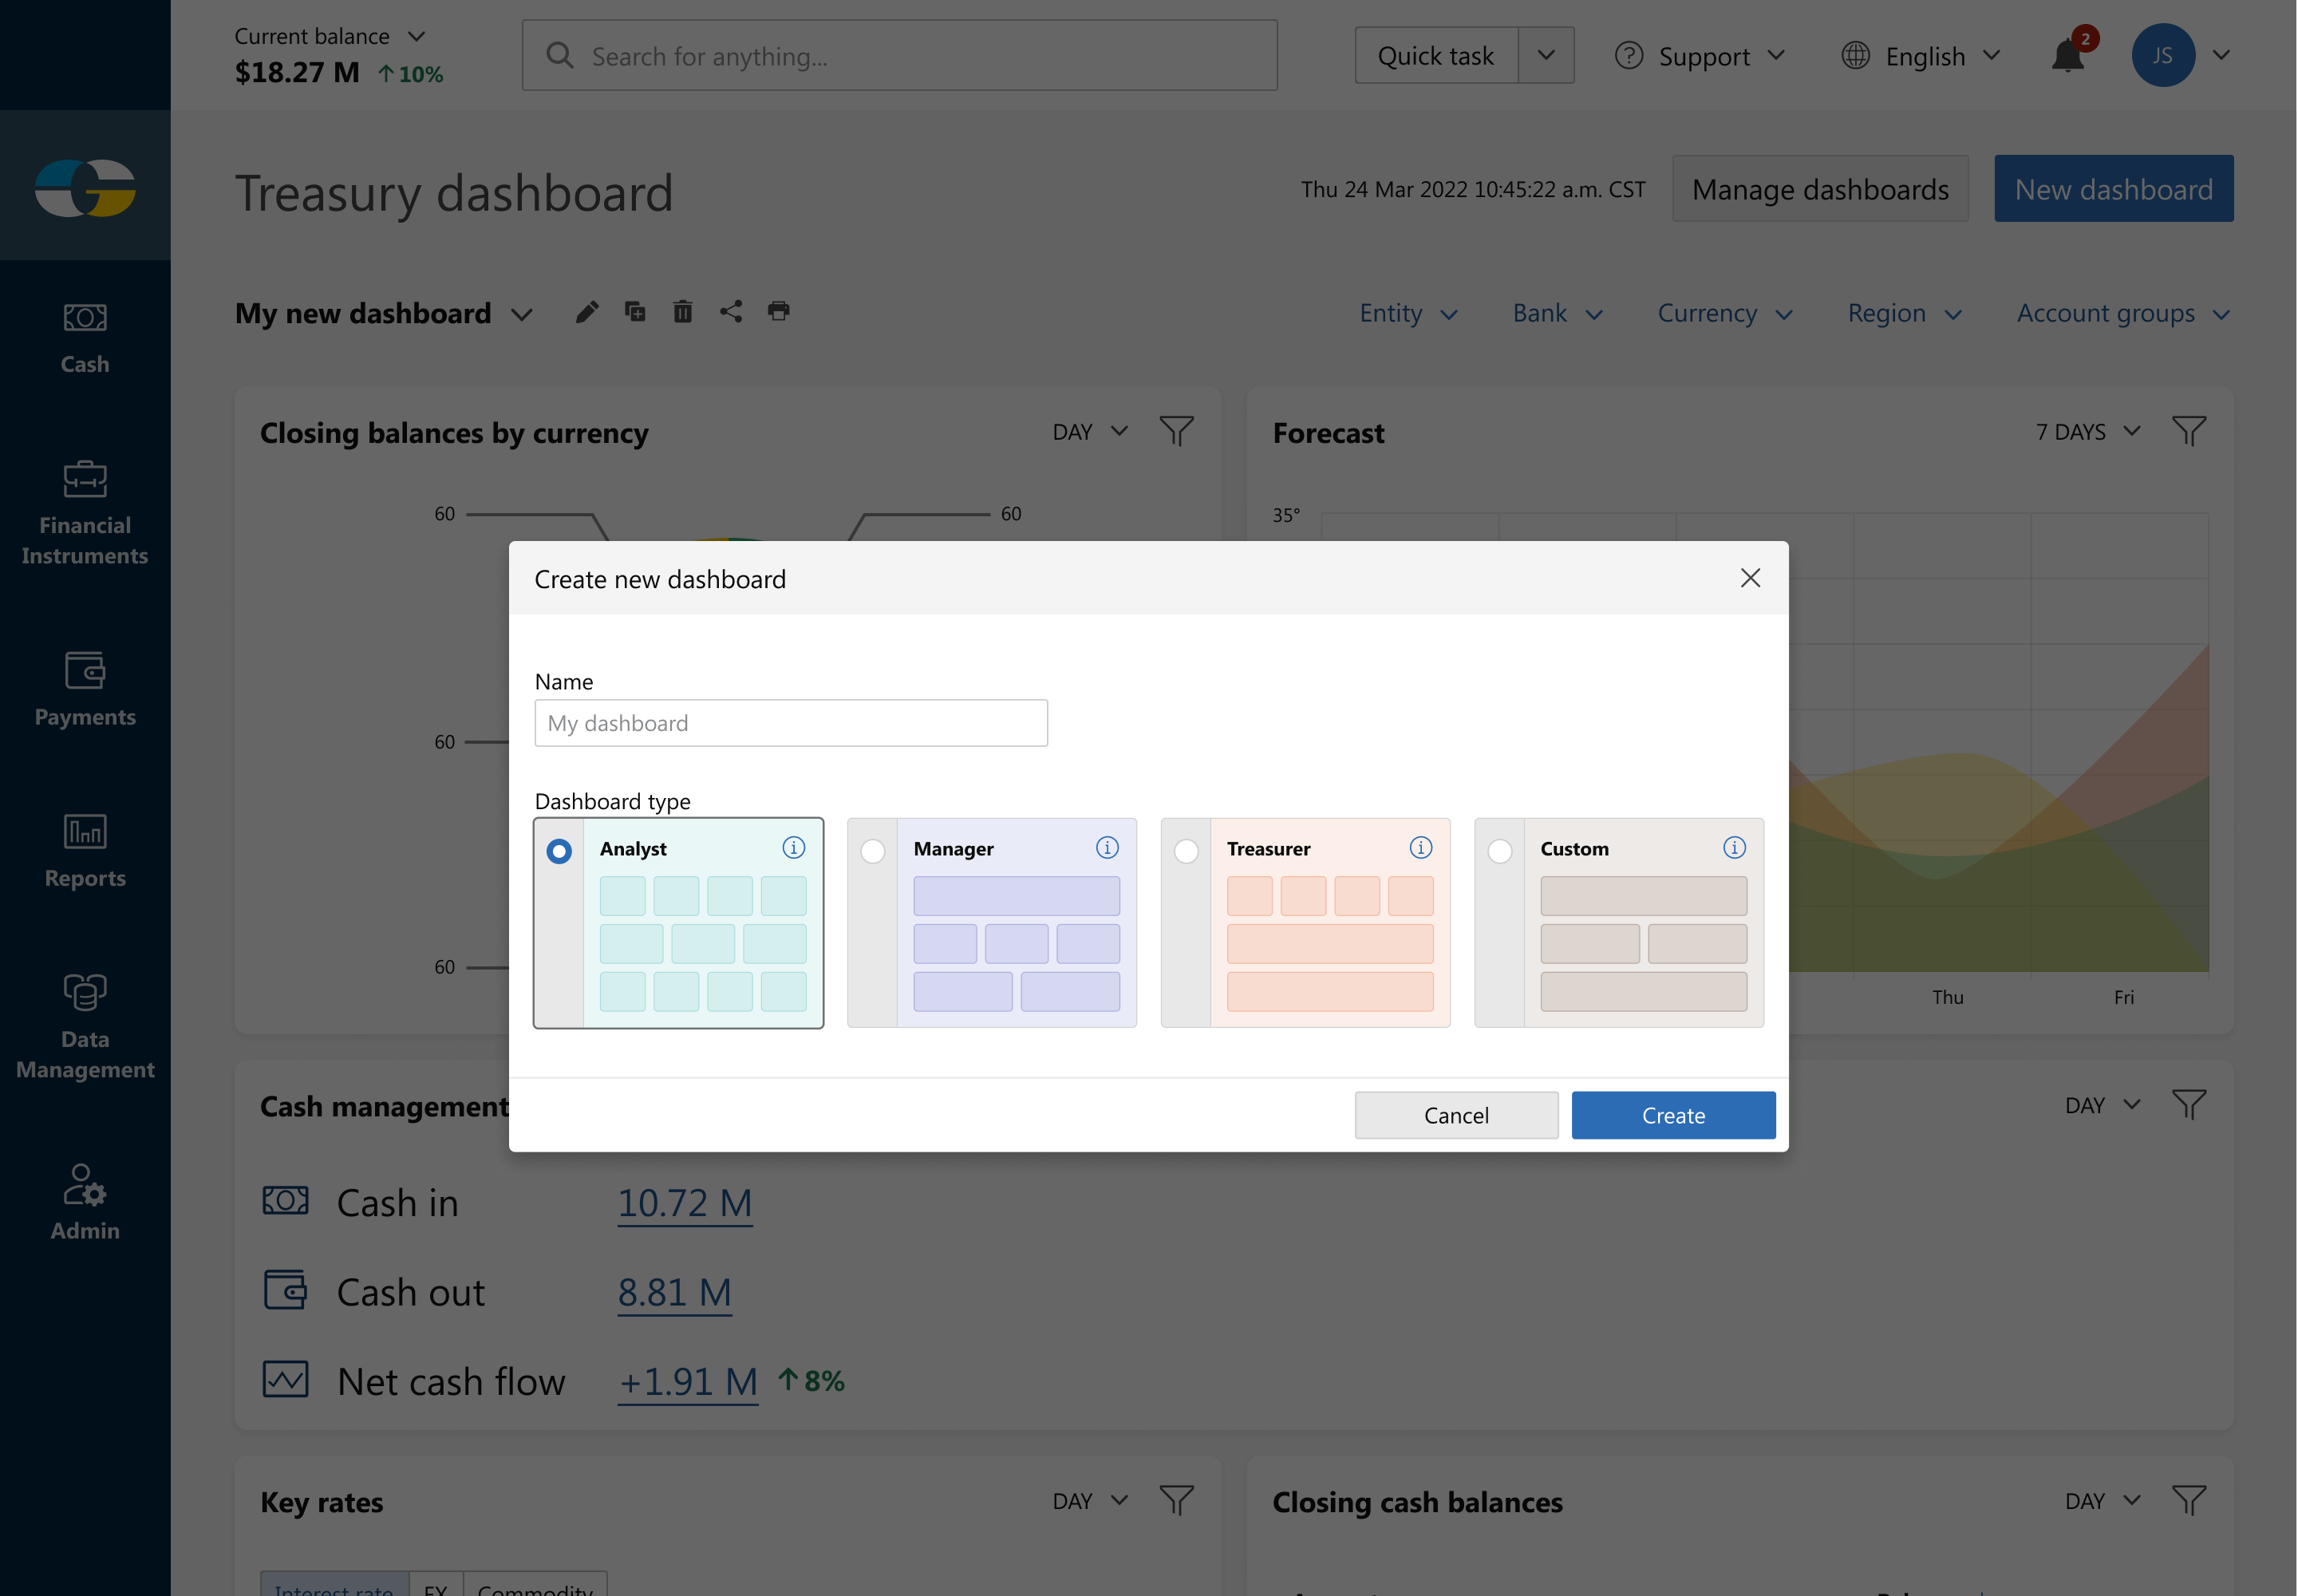 Current balance
$18.27 M 10%
Search for anything...
Quick task
Support
English
2
JS
Treasury dashboard
Thu 24 Mar 2022 10:45:22 a.m. CST
Manage dashboards
New dashboard
My new dashboard
Entity
Bank
Currency
Region
Account groups
Cash
Financial
Instruments
Payments
Reports
Data
Management
Admin
Closing balances by currency
DAY
60
60
60
60
Forecast
7 DAYS
35°
Thu
Fri
Create new dashboard
Name
My dashboard
Dashboard type
Analyst
Manager
Treasurer
Custom
Cancel
Create
Cash management
DAY
Cash in 10.72 M
Cash out 8.81 M
Net cash flow +1.91 M 8%
Key rates
DAY
Interest rate
FX
Commodity
Closing cash balances
DAY